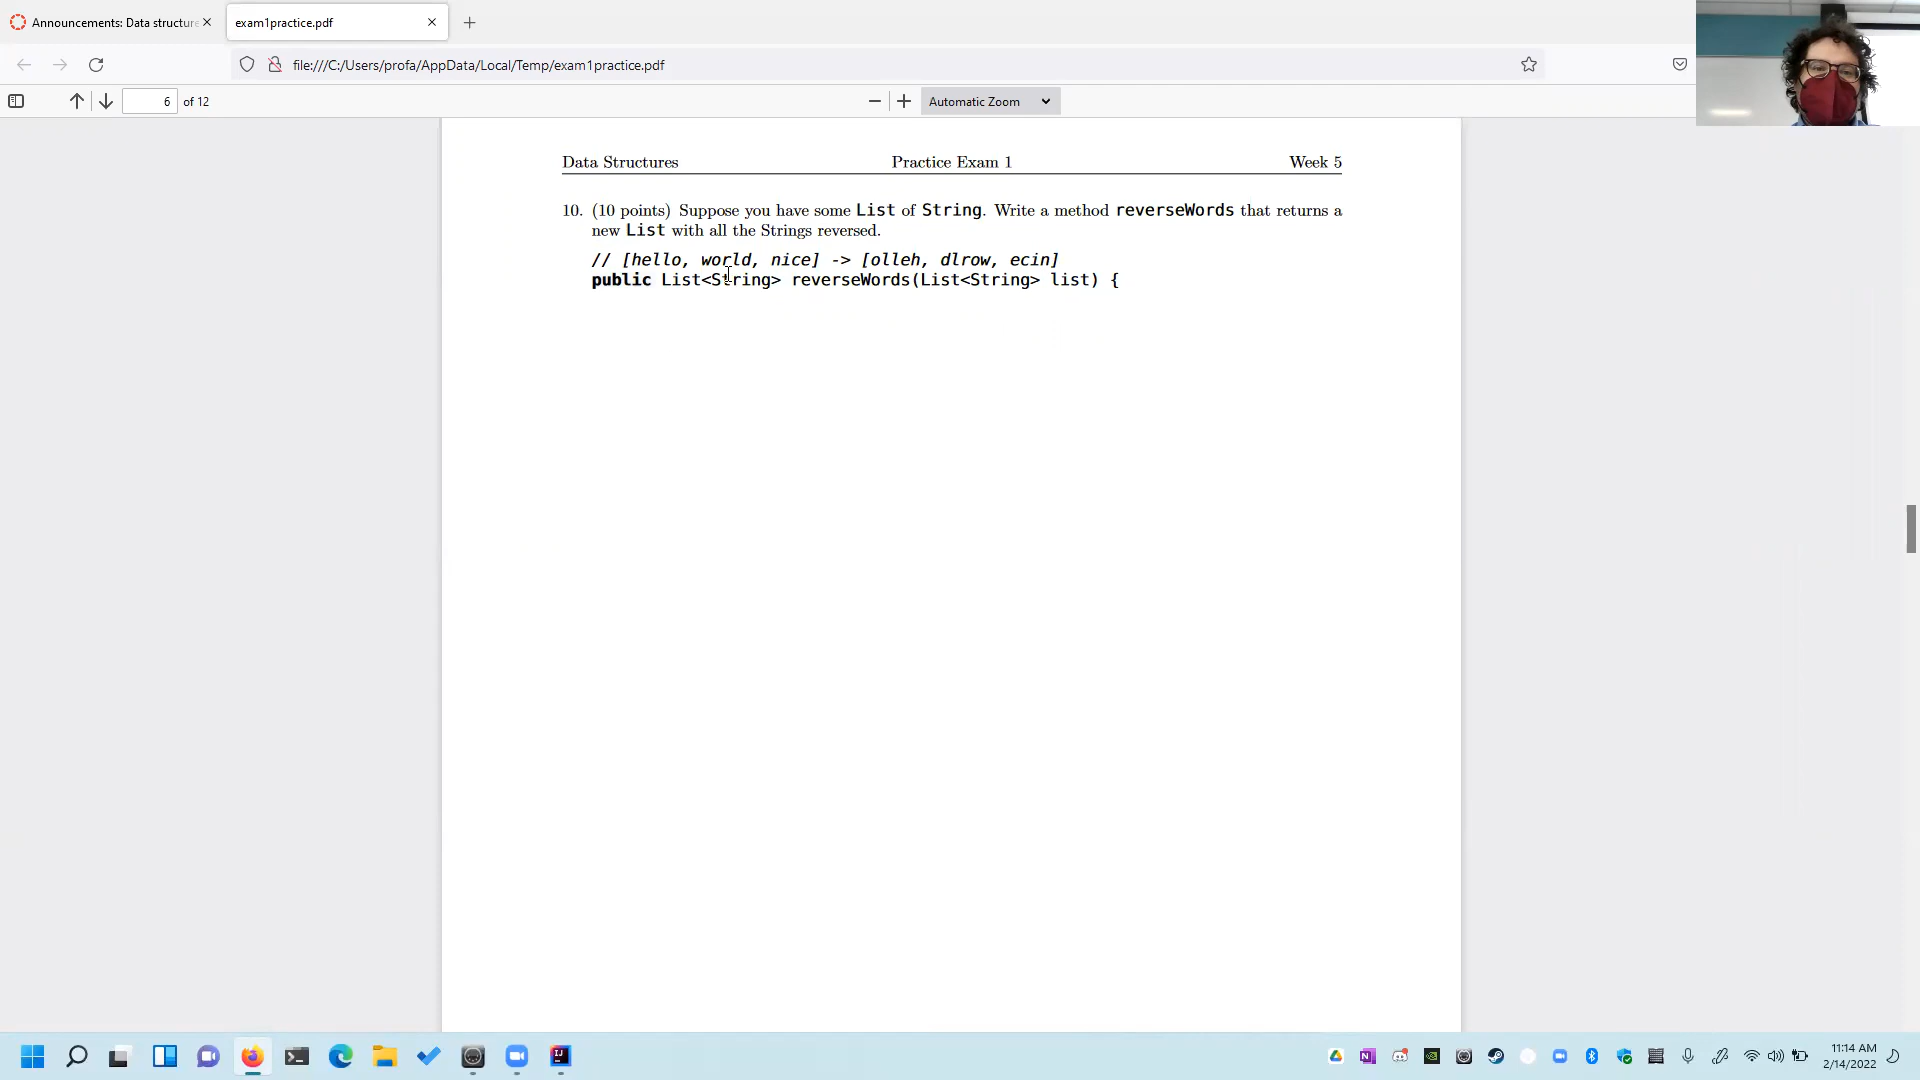 Announcements: Data structure
exam1practice.pdf
file:///C:/Users/profa/AppData/Local/Temp/exam1practice.pdf
6 of 12
Automatic Zoom
Data Structures Practice Exam 1 Week 5
10. (10 points) Suppose you have some List of String. Write a method reverseWords that returns a
new List with all the Strings reversed.
// [hello, world, nice] -> [olleh, dlrow, ecin]
public List<String> reverseWords(List<String> list) {
11:14 AM
2/14/2022